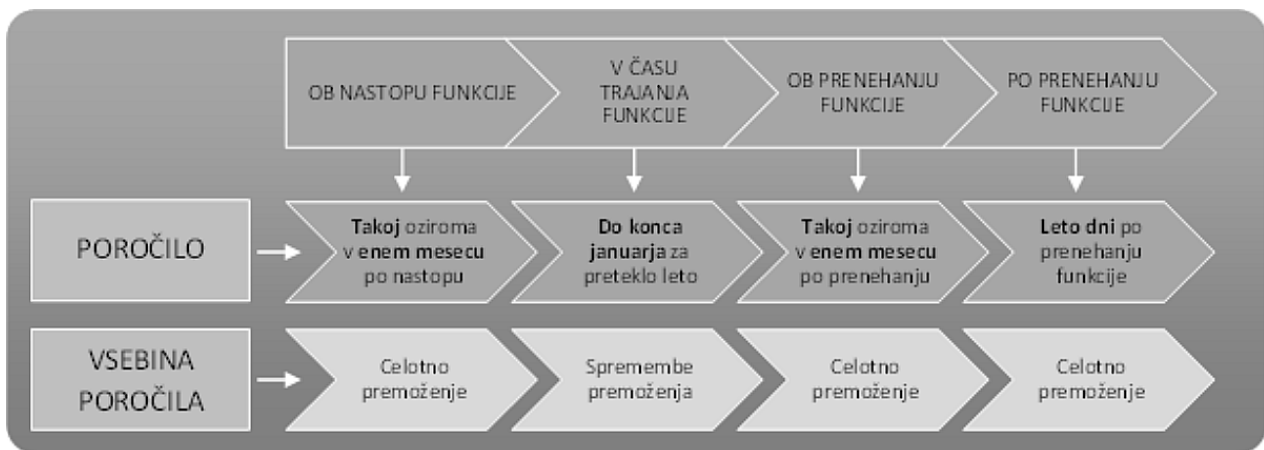 OB NASTOPU FUNKCIJE
V ČASU
TRAJANJA
FUNKCIJE
OB PRENEHANJU
FUNKCIJE
PO PRENEHANJU
FUNKCIJE
POROČILO
Takoj oziroma
v enem mesecu
po nastopu
Do konca
januarja za
preteklo leto
Takoj oziroma
v enem mesecu
po prenehanju
Leto dni po
prenehanju
funkcije
VSEBINA
POROČILA
Celotno
premoženje
Spremembe
premoženja
Celotno
premoženje
Celotno
premoženje